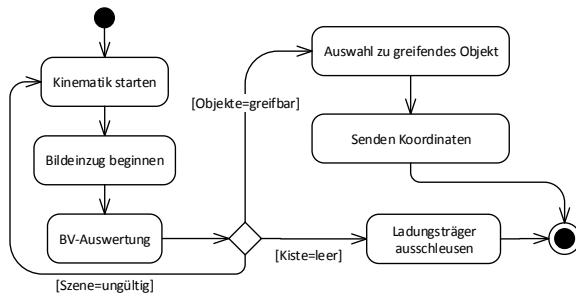 Kinematik starten
Auswahl zu greifendes Objekt
[Objekte=greifbar]
Bildeinzug beginnen
Senden Koordinaten
BV-Auswertung
Ladungsträger
ausschleusen
[Kiste=leer]
[Szene=ungültig]